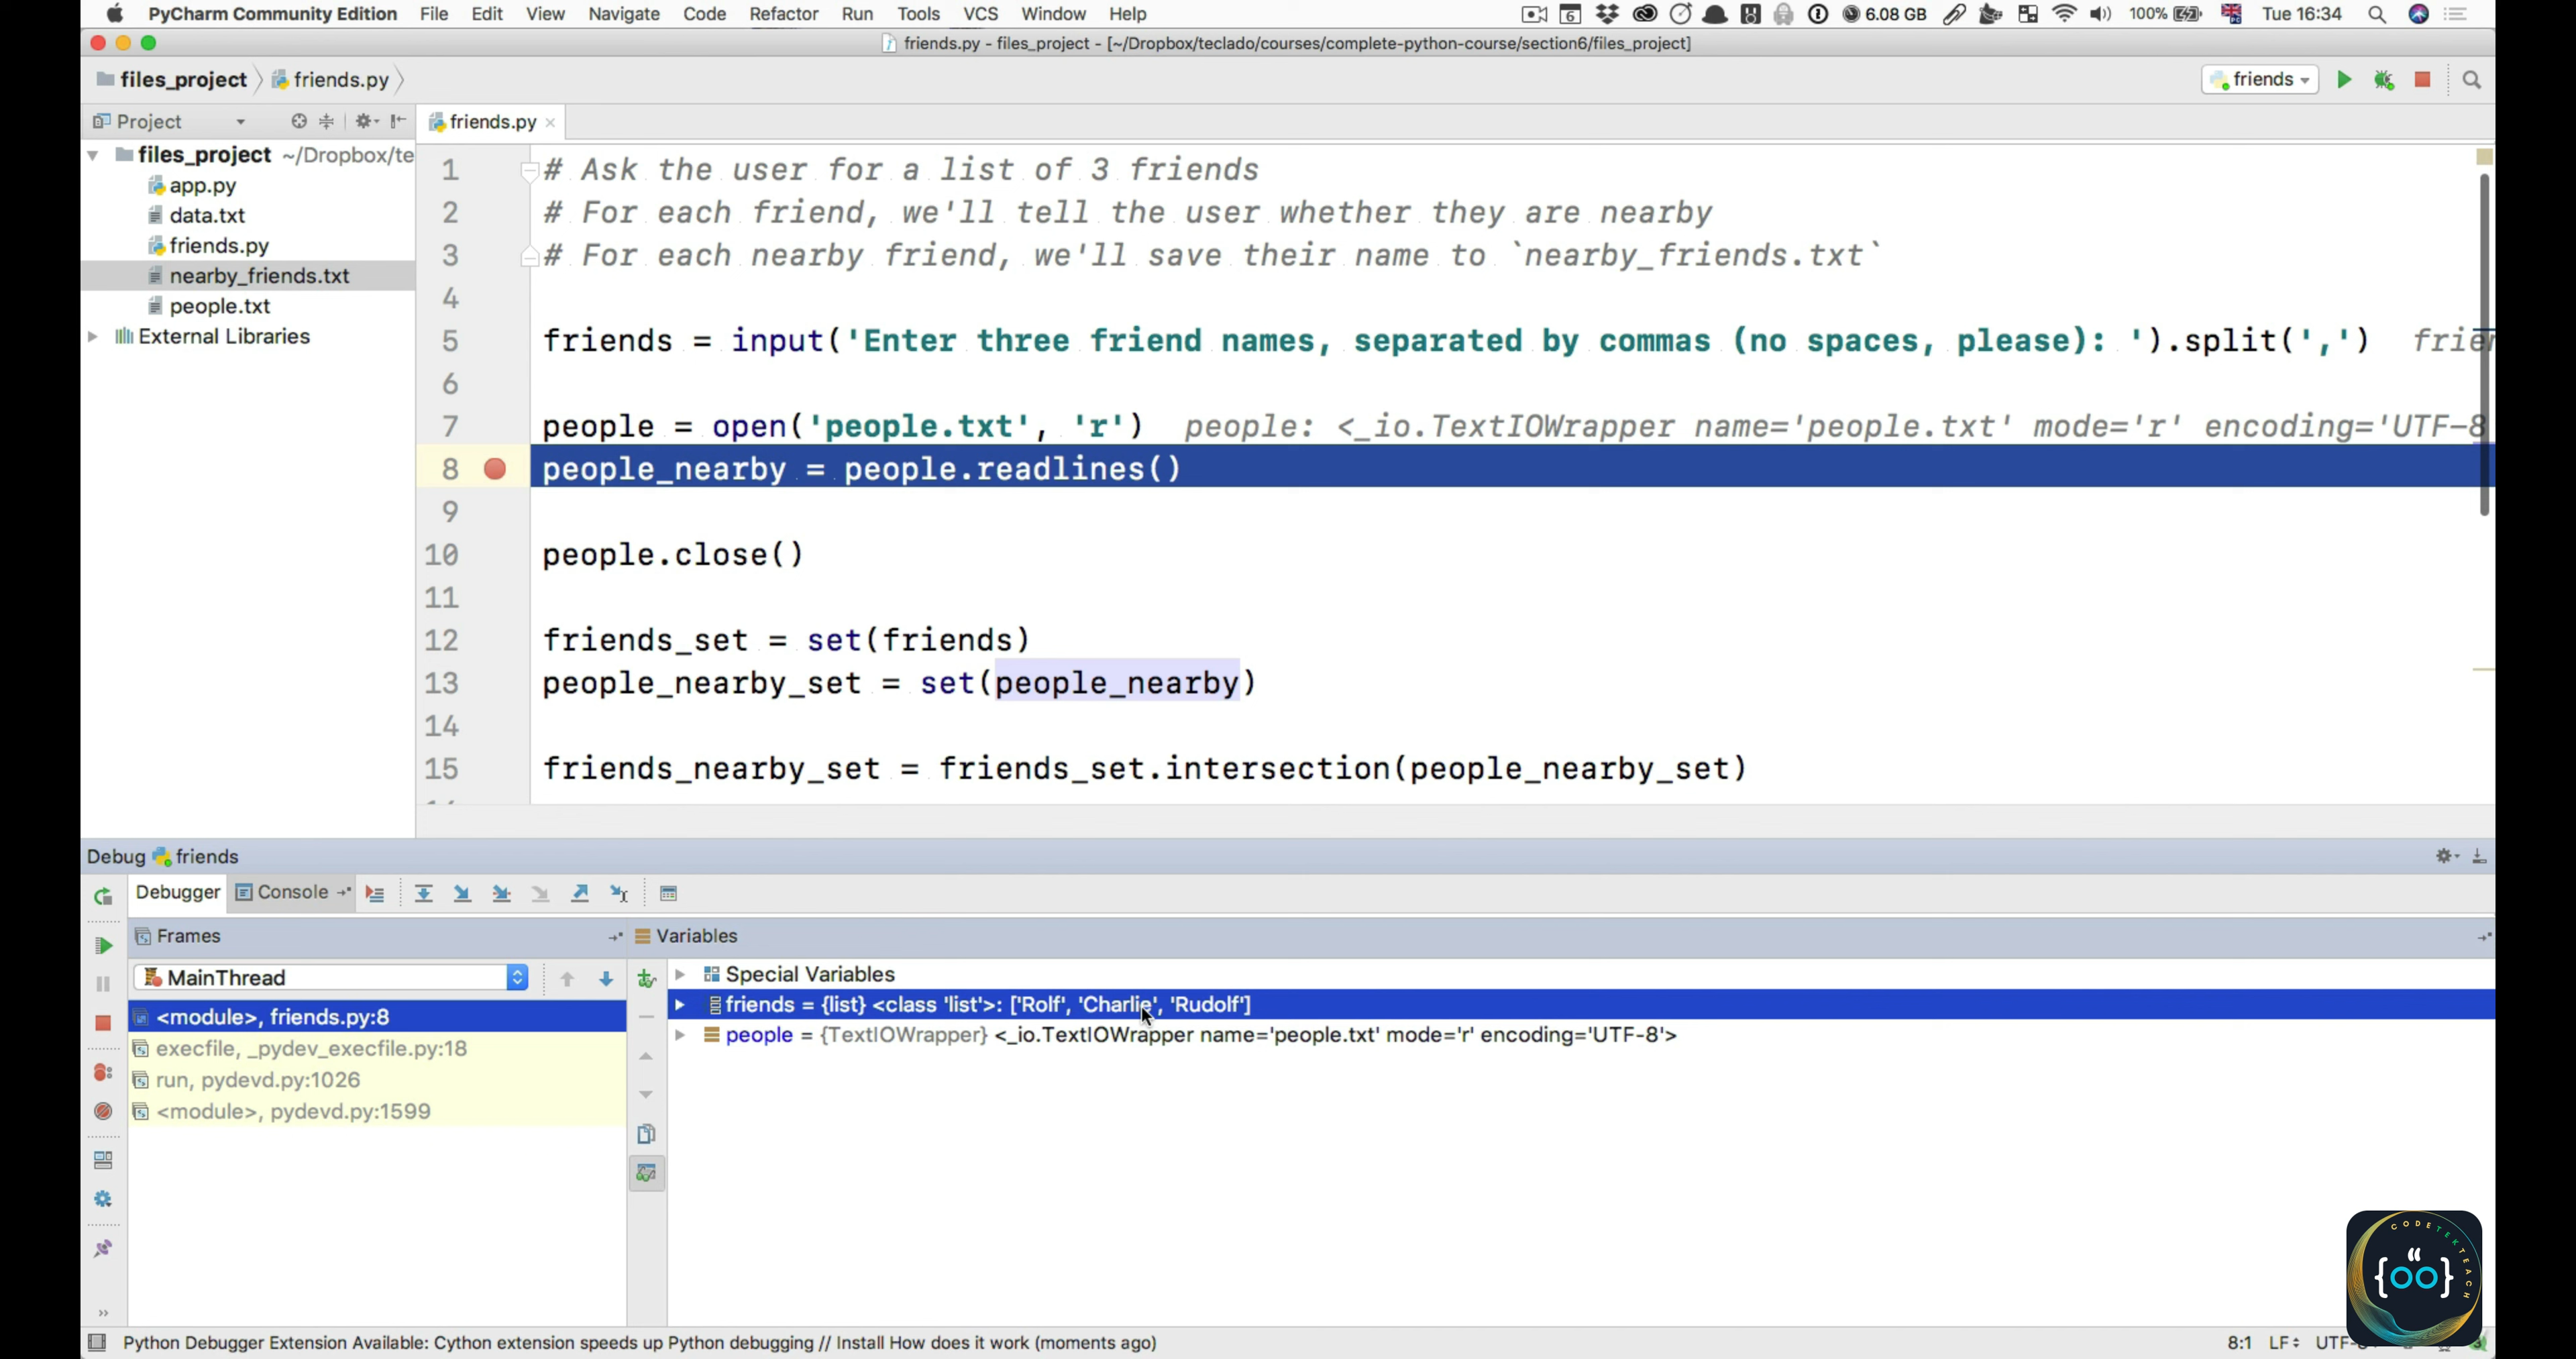 PyCharm Community Edition File Edit View Navigate Code Refactor Run Tools VCS Window Help 6 6.08 GB 100% Tue 16:34
friends.py - files_project - [~/Dropbox/teclado/courses/complete-python-course/section6/files_project]
files_project friends.py friends
Project
friends.py
files_project ~/Dropbox/te
app.py
data.txt
friends.py
nearby_friends.txt
people.txt
External Libraries
1 # Ask the user for a list of 3 friends
2 # For each friend, we'll tell the user whether they are nearby
3 # For each nearby friend, we'll save their name to `nearby_friends.txt`
4
5 friends = input('Enter three friend names, separated by commas (no spaces, please): ').split(',')
6
7 people = open('people.txt', 'r') people: <_io.TextIOWrapper name='people.txt' mode='r' encoding='UTF-8
8 people_nearby = people.readlines()
9
10 people.close()
11
12 friends_set = set(friends)
13 people_nearby_set = set(people_nearby)
14
15 friends_nearby_set = friends_set.intersection(people_nearby_set)
Debug friends
Debugger Console
Frames
Variables
MainThread
<module>, friends.py:8
execfile, _pydev_execfile.py:18
run, pydevd.py:1026
<module>, pydevd.py:1599
Special Variables
friends = {list} <class 'list'>: ['Rolf', 'Charlie', 'Rudolf']
people = {TextIOWrapper} <_io.TextIOWrapper name='people.txt' mode='r' encoding='UTF-8'>
CODETEKTEACH
Python Debugger Extension Available: Cython extension speeds up Python debugging // Install How does it work (moments ago)
8:1 LF